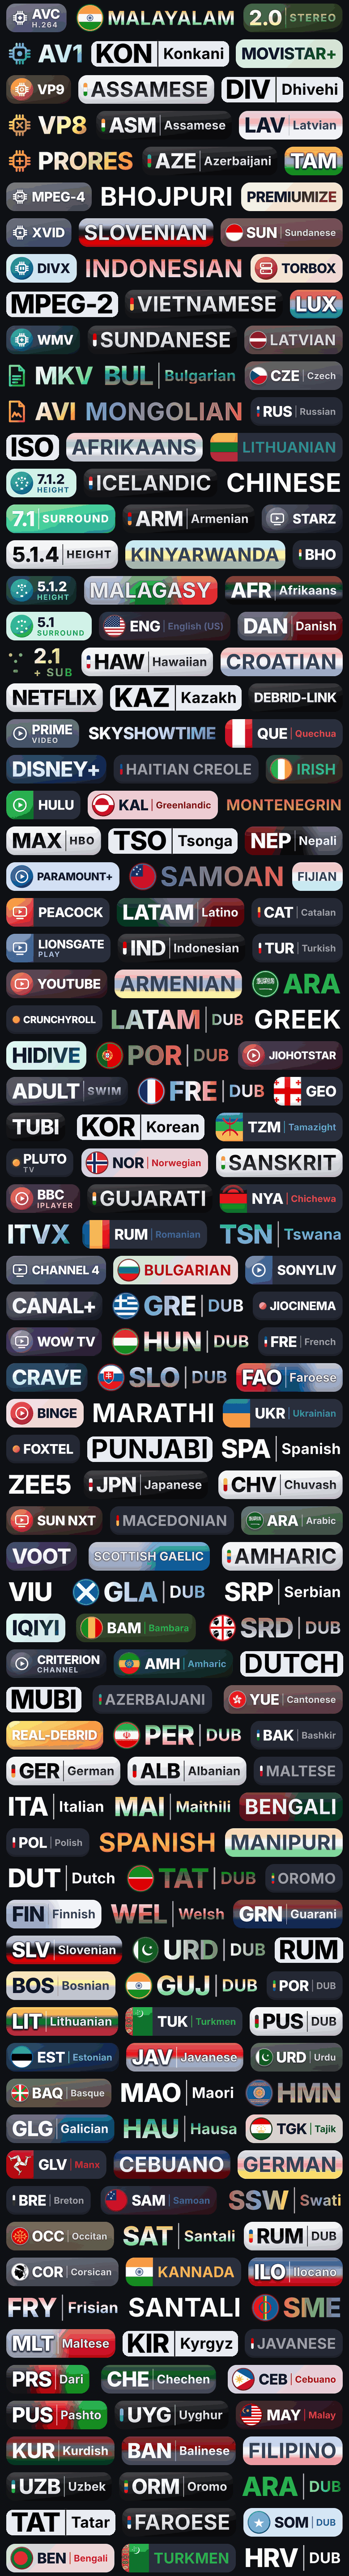 AVC H.264 MALAYALAM 2.0 STEREO
AV1 KON Konkani MOVISTAR+
VP9 ASSAMESE DIV Dhivehi
VP8 ASM Assamese LAV Latvian
PRORES AZE Azerbaijani TAM
MPEG-4 BHOJPURI PREMIUMIZE
XVID SLOVENIAN SUN Sundanese
DIVX INDONESIAN TORBOX
MPEG-2 VIETNAMESE LUX
WMV SUNDANESE LATVIAN
MKV BUL Bulgarian CZE Czech
AVI MONGOLIAN RUS Russian
ISO AFRIKAANS LITHUANIAN
7.1.2 HEIGHT ICELANDIC CHINESE
7.1 SURROUND ARM Armenian STARZ
5.1.4 HEIGHT KINYARWANDA BHO
5.1.2 HEIGHT MALAGASY AFR Afrikaans
5.1 SURROUND ENG English (US) DAN Danish
2.1 + SUB HAW Hawaiian CROATIAN
NETFLIX KAZ Kazakh DEBRID-LINK
PRIME VIDEO SKYSHOWTIME QUE Quechua
DISNEY+ HAITIAN CREOLE IRISH
HULU KAL Greenlandic MONTENEGRIN
MAX HBO TSO Tsonga NEP Nepali
PARAMOUNT+ SAMOAN FIJIAN
PEACOCK LATAM Latino CAT Catalan
LIONSGATE PLAY IND Indonesian TUR Turkish
YOUTUBE ARMENIAN ARA
CRUNCHYROLL LATAM DUB GREEK
HIDIVE POR DUB JIOHOTSTAR
ADULT SWIM FRE DUB GEO
TUBI KOR Korean TZM Tamazight
PLUTO TV NOR Norwegian SANSKRIT
BBC IPLAYER GUJARATI NYA Chichewa
ITVX RUM Romanian TSN Tswana
CHANNEL 4 BULGARIAN SONYLIV
CANAL+ GRE DUB JIOCINEMA
WOW TV HUN DUB FRE French
CRAVE SLO DUB FAO Faroese
BINGE MARATHI UKR Ukrainian
FOXTEL PUNJABI SPA Spanish
ZEE5 JPN Japanese CHV Chuvash
SUN NXT MACEDONIAN ARA Arabic
VOOT SCOTTISH GAELIC AMHARIC
VIU GLA DUB SRP Serbian
IQIYI BAM Bambara SRD DUB
CRITERION CHANNEL AMH Amharic DUTCH
MUBI AZERBAIJANI YUE Cantonese
REAL-DEBRID PER DUB BAK Bashkir
GER German ALB Albanian MALTESE
ITA Italian MAI Maithili BENGALI
POL Polish SPANISH MANIPURI
DUT Dutch TAT DUB OROMO
FIN Finnish WEL Welsh GRN Guarani
SLV Slovenian URD DUB RUM
BOS Bosnian GUJ DUB POR DUB
LIT Lithuanian TUK Turkmen PUS DUB
EST Estonian JAV Javanese URD Urdu
BAQ Basque MAO Maori HMN
GLG Galician HAU Hausa TGK Tajik
GLV Manx CEBUANO GERMAN
BRE Breton SAM Samoan SSW Swati
OCC Occitan SAT Santali RUM DUB
COR Corsican KANNADA ILO Ilocano
FRY Frisian SANTALI SME
MLT Maltese KIR Kyrgyz JAVANESE
PRS Dari CHE Chechen CEB Cebuano
PUS Pashto UYG Uyghur MAY Malay
KUR Kurdish BAN Balinese FILIPINO
UZB Uzbek ORM Oromo ARA DUB
TAT Tatar FAROESE SOM DUB
BEN Bengali TURKMEN HRV DUB